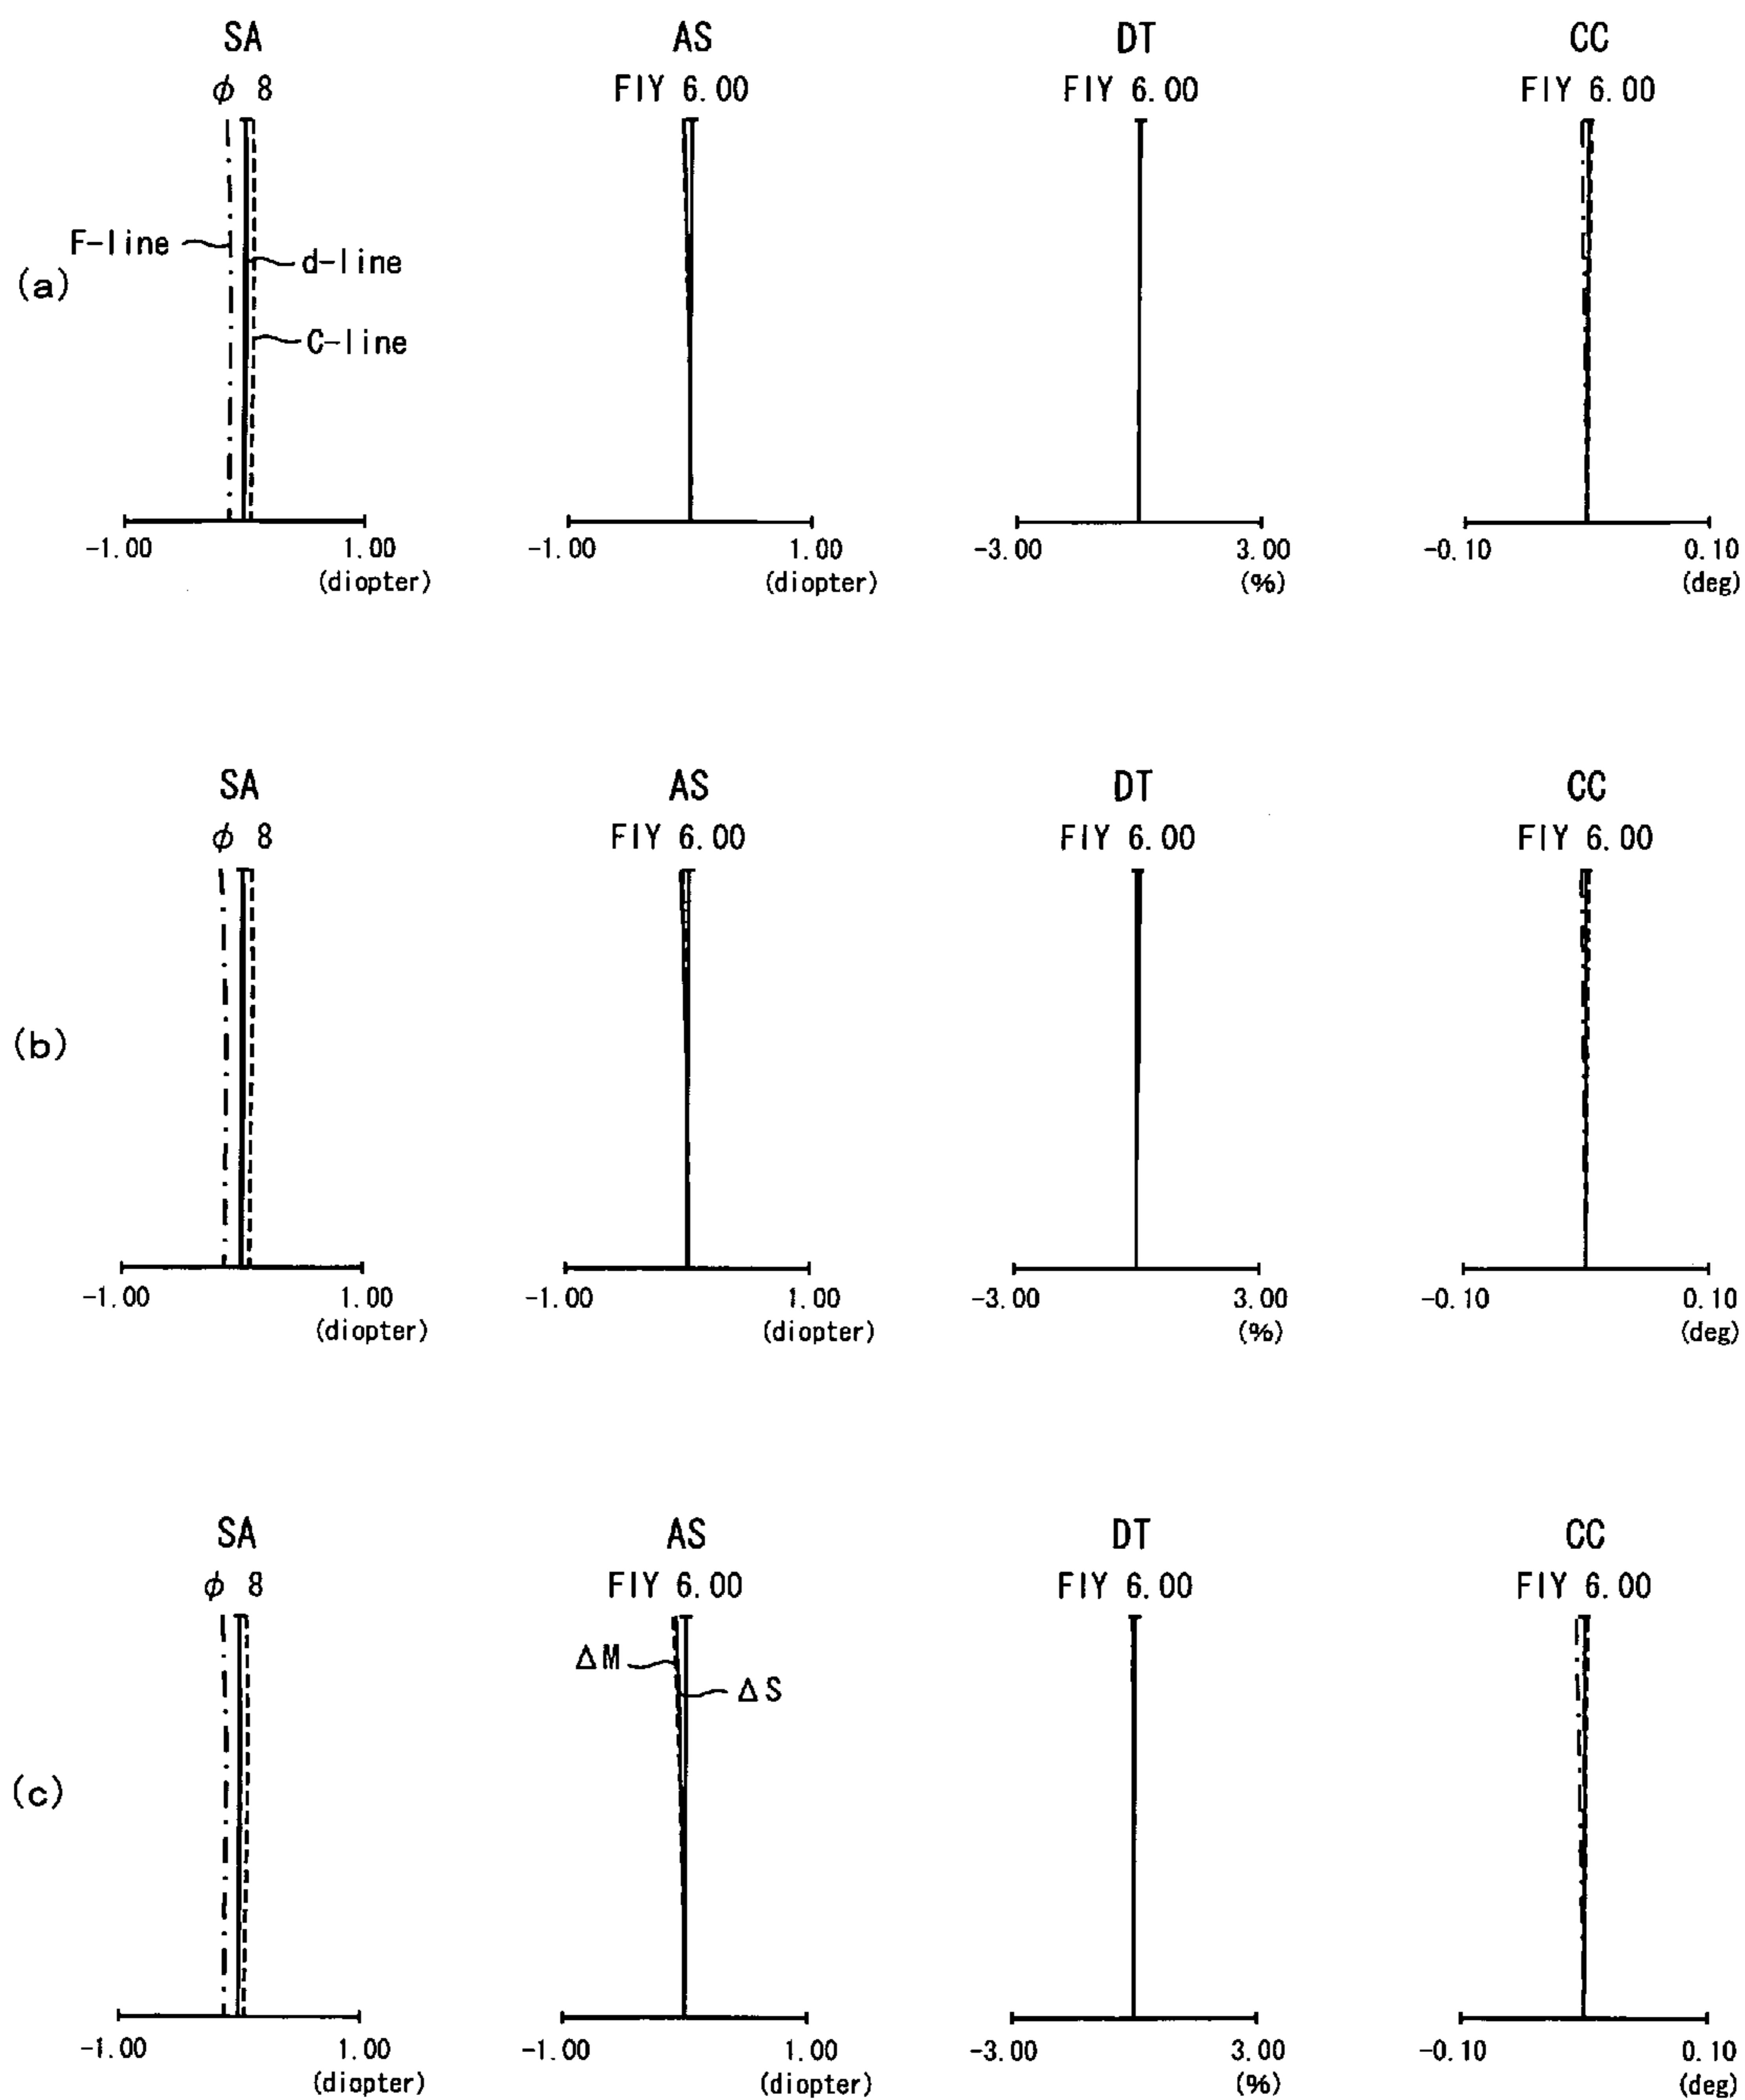 SA AS DT CC
φ 8 FIY 6.00 FIY 6.00 FIY 6.00
F-line
d-line
(a)
C-line
-1.00 1.00 -1.00 1.00 -3.00 3.00 -0.10 0.10
(diopter) (diopter) (%) (deg)
SA AS DT CC
φ 8 FIY 6.00 FIY 6.00 FIY 6.00
(b)
-1.00 1.00 -1.00 1.00 -3.00 3.00 -0.10 0.10
(diopter) (diopter) (%) (deg)
SA AS DT CC
φ 8 FIY 6.00 FIY 6.00 FIY 6.00
ΔM
ΔS
(c)
-1.00 1.00 -1.00 1.00 -3.00 3.00 -0.10 0.10
(diopter) (diopter) (%) (deg)